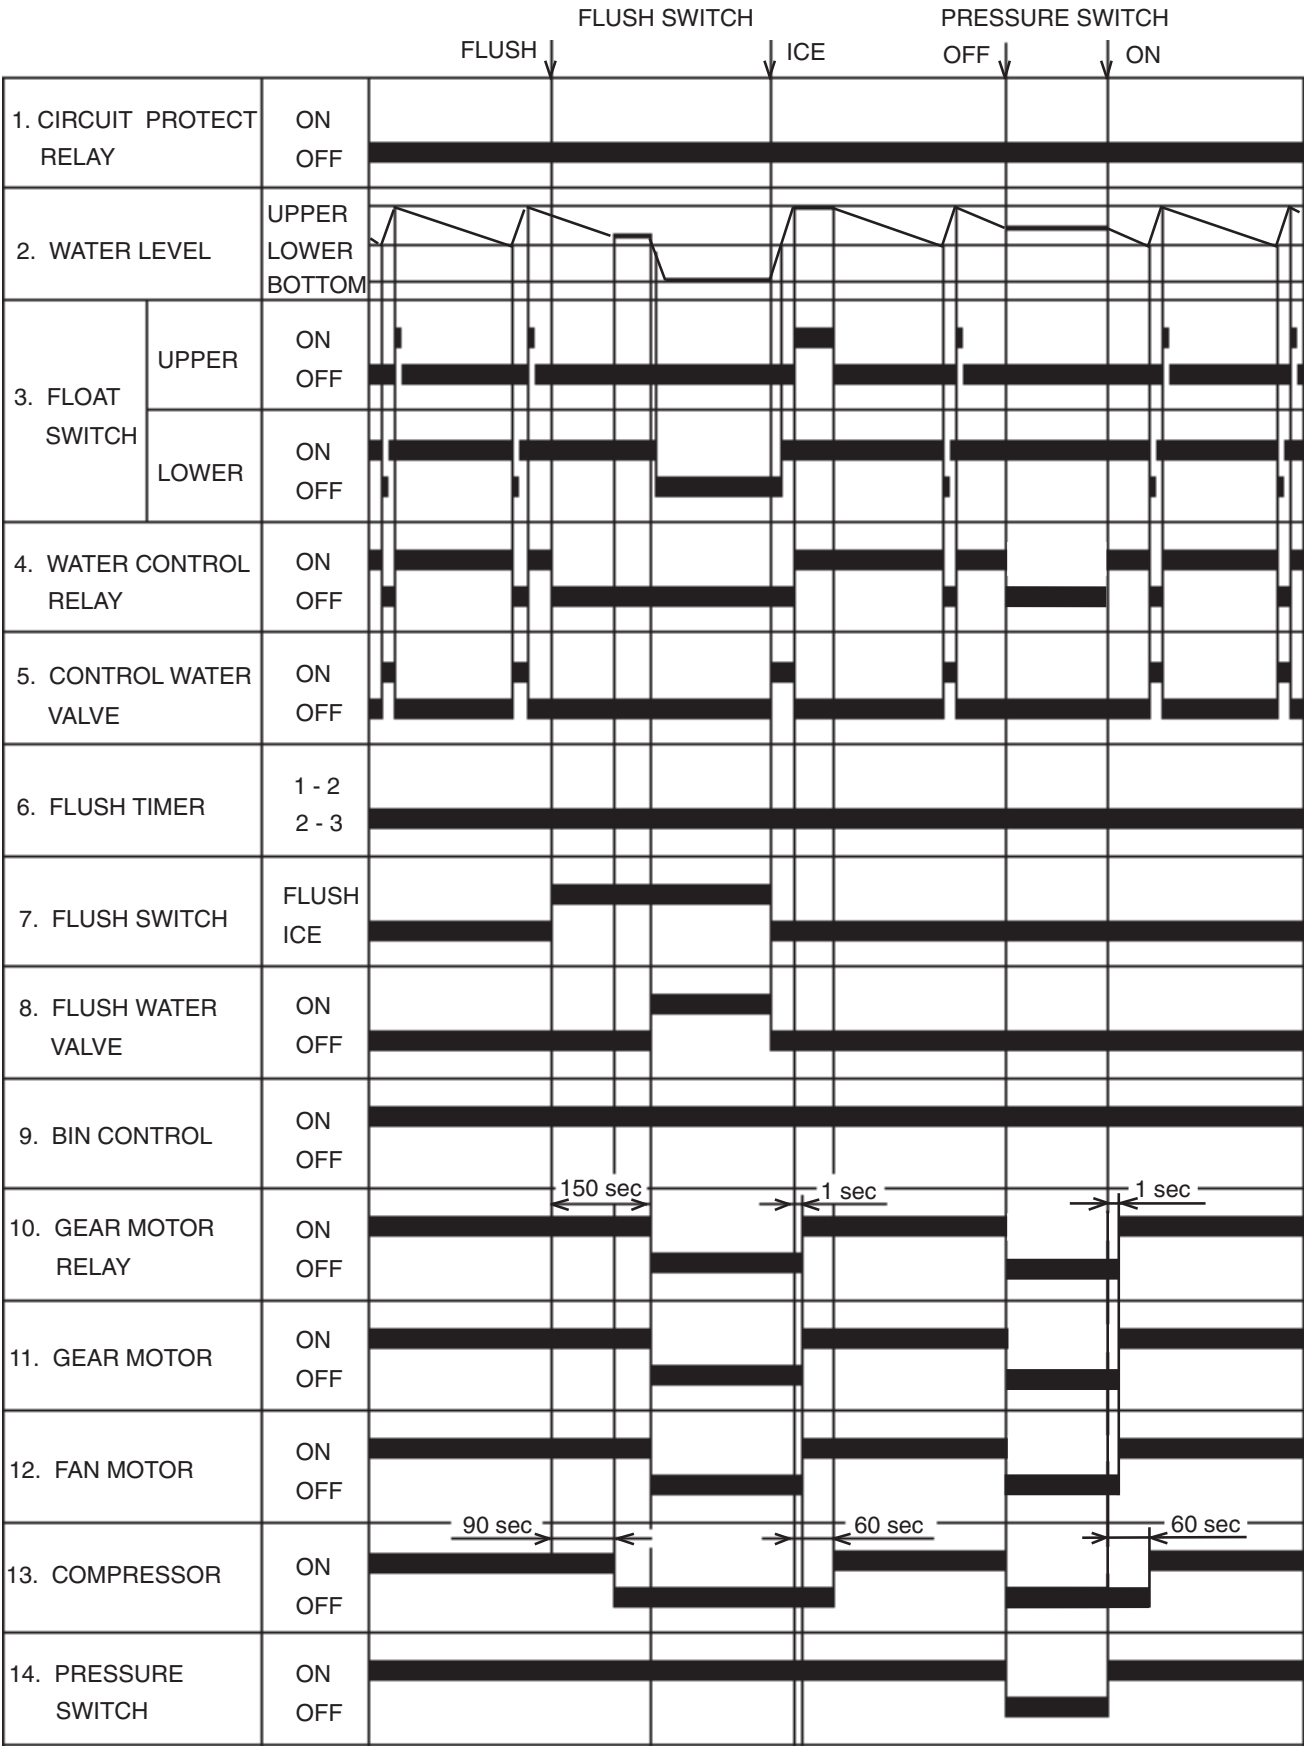 FLUSH SWITCH
PRESSURE SWITCH
FLUSH
ICE
OFF
ON
1. CIRCUIT PROTECT
RELAY
ON
OFF
2. WATER LEVEL
UPPER
LOWER
BOTTOM
3. FLOAT
SWITCH
UPPER
ON
OFF
LOWER
ON
OFF
4. WATER CONTROL
RELAY
ON
OFF
5. CONTROL WATER
VALVE
ON
OFF
6. FLUSH TIMER
1 - 2
2 - 3
7. FLUSH SWITCH
FLUSH
ICE
8. FLUSH WATER
VALVE
ON
OFF
9. BIN CONTROL
ON
OFF
150 sec
1 sec
1 sec
10. GEAR MOTOR
RELAY
ON
OFF
11. GEAR MOTOR
ON
OFF
12. FAN MOTOR
ON
OFF
90 sec
60 sec
60 sec
13. COMPRESSOR
ON
OFF
14. PRESSURE
SWITCH
ON
OFF